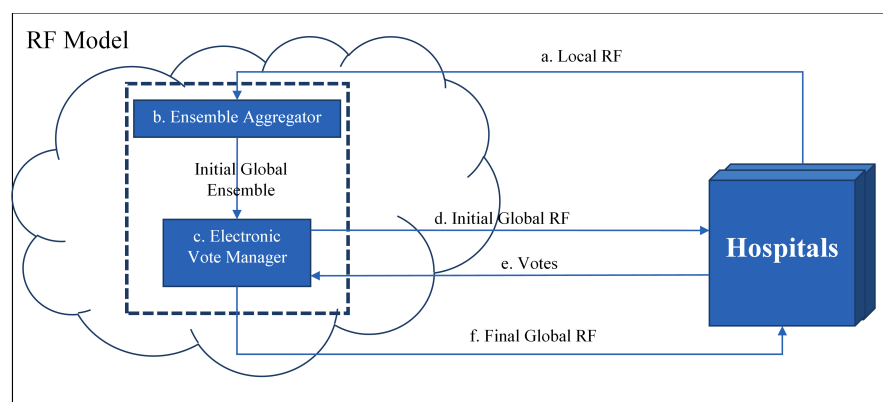 RF Model
a. Local RF
b. Ensemble Aggregator
Initial Global
Ensemble
c. Electronic
Vote Manager
d. Initial Global RF
Hospitals
e. Votes
f. Final Global RF